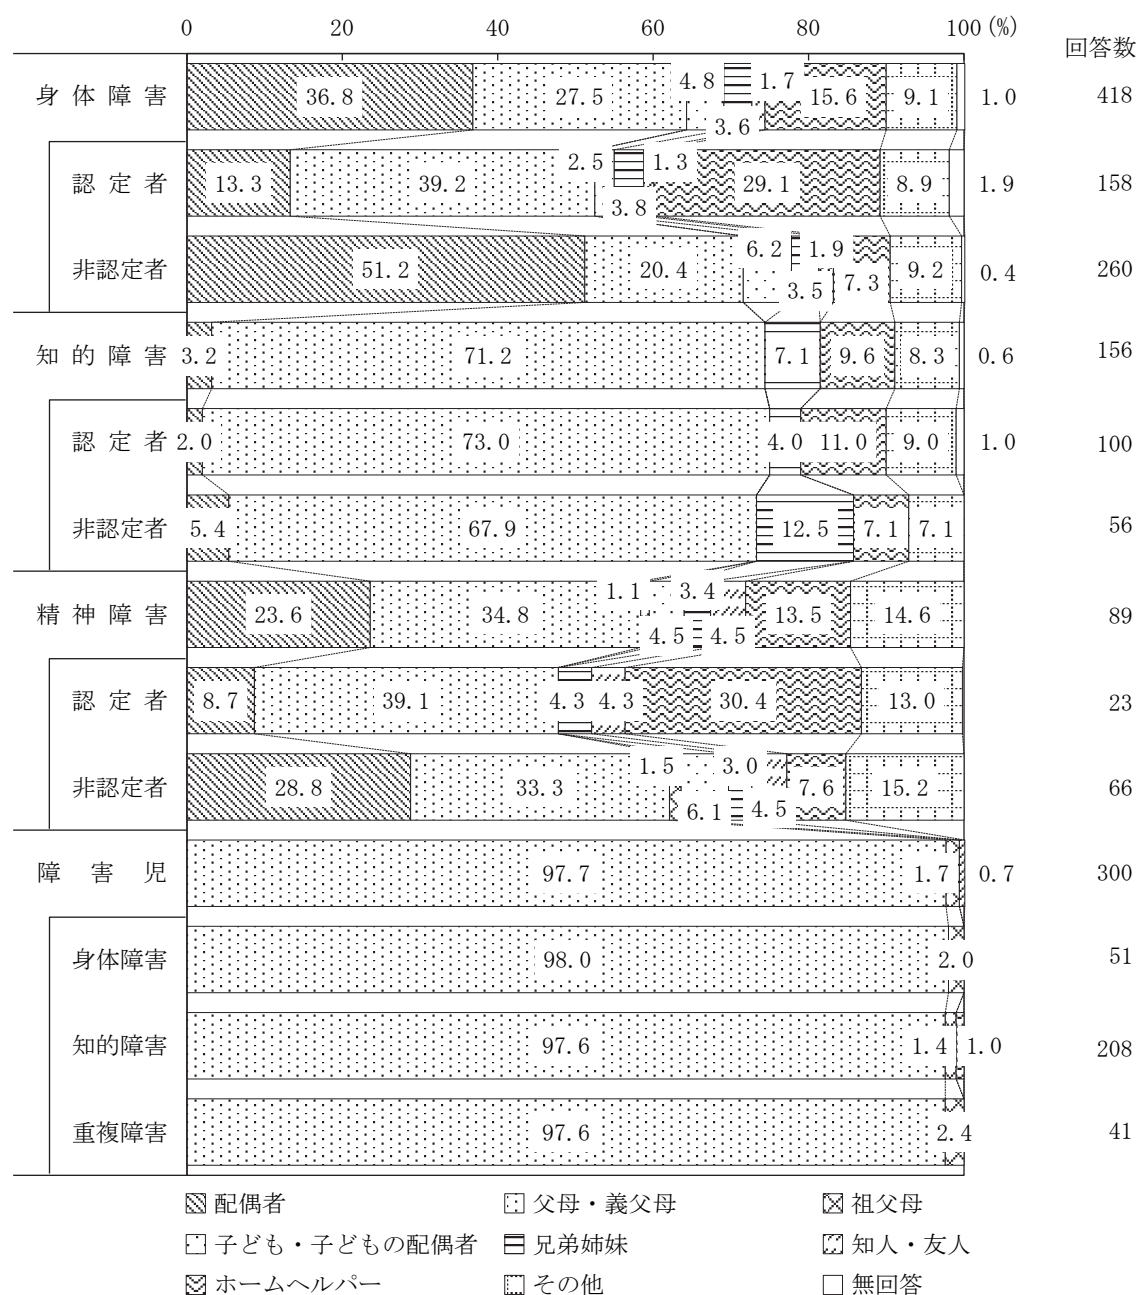 0 20 40 60 80 100 (%)
回答数
身体障害 36.8 27.5 4.8 3.6 1.7 15.6 9.1 1.0 418
認定者 13.3 39.2 2.5 3.8 1.3 29.1 8.9 1.9 158
非認定者 51.2 20.4 6.2 3.5 1.9 7.3 9.2 0.4 260
知的障害 3.2 71.2 7.1 9.6 8.3 0.6 156
認定者 2.0 73.0 4.0 11.0 9.0 1.0 100
非認定者 5.4 67.9 12.5 7.1 7.1 56
精神障害 23.6 34.8 1.1 4.5 3.4 4.5 13.5 14.6 89
認定者 8.7 39.1 4.3 4.3 30.4 13.0 23
非認定者 28.8 33.3 1.5 6.1 3.0 4.5 7.6 15.2 66
障害児 97.7 1.7 0.7 300
身体障害 98.0 2.0 51
知的障害 97.6 1.4 1.0 208
重複障害 97.6 2.4 41
配偶者 父母・義父母 祖父母
子ども・子どもの配偶者 兄弟姉妹 知人・友人
ホームヘルパー その他 無回答